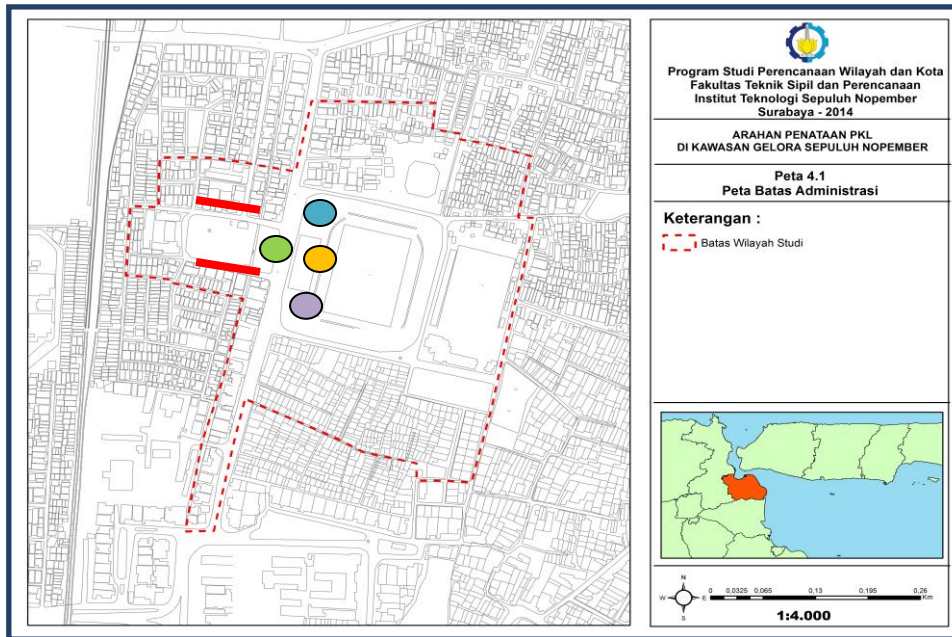 Program Studi Perencanaan Wilayah dan Kota
Fakultas Teknik Sipil dan Perencanaan
Institut Teknologi Sepuluh Nopember
Surabaya - 2014
ARAHAN PENATAAN PKL
DI KAWASAN GELORA SEPULUH NOPEMBER
Peta 4.1
Peta Batas Administrasi
Keterangan :
Batas Wilayah Studi
N
W E
S
0 0,0325 0,065 0,13 0,195 0,26
Km
1:4.000